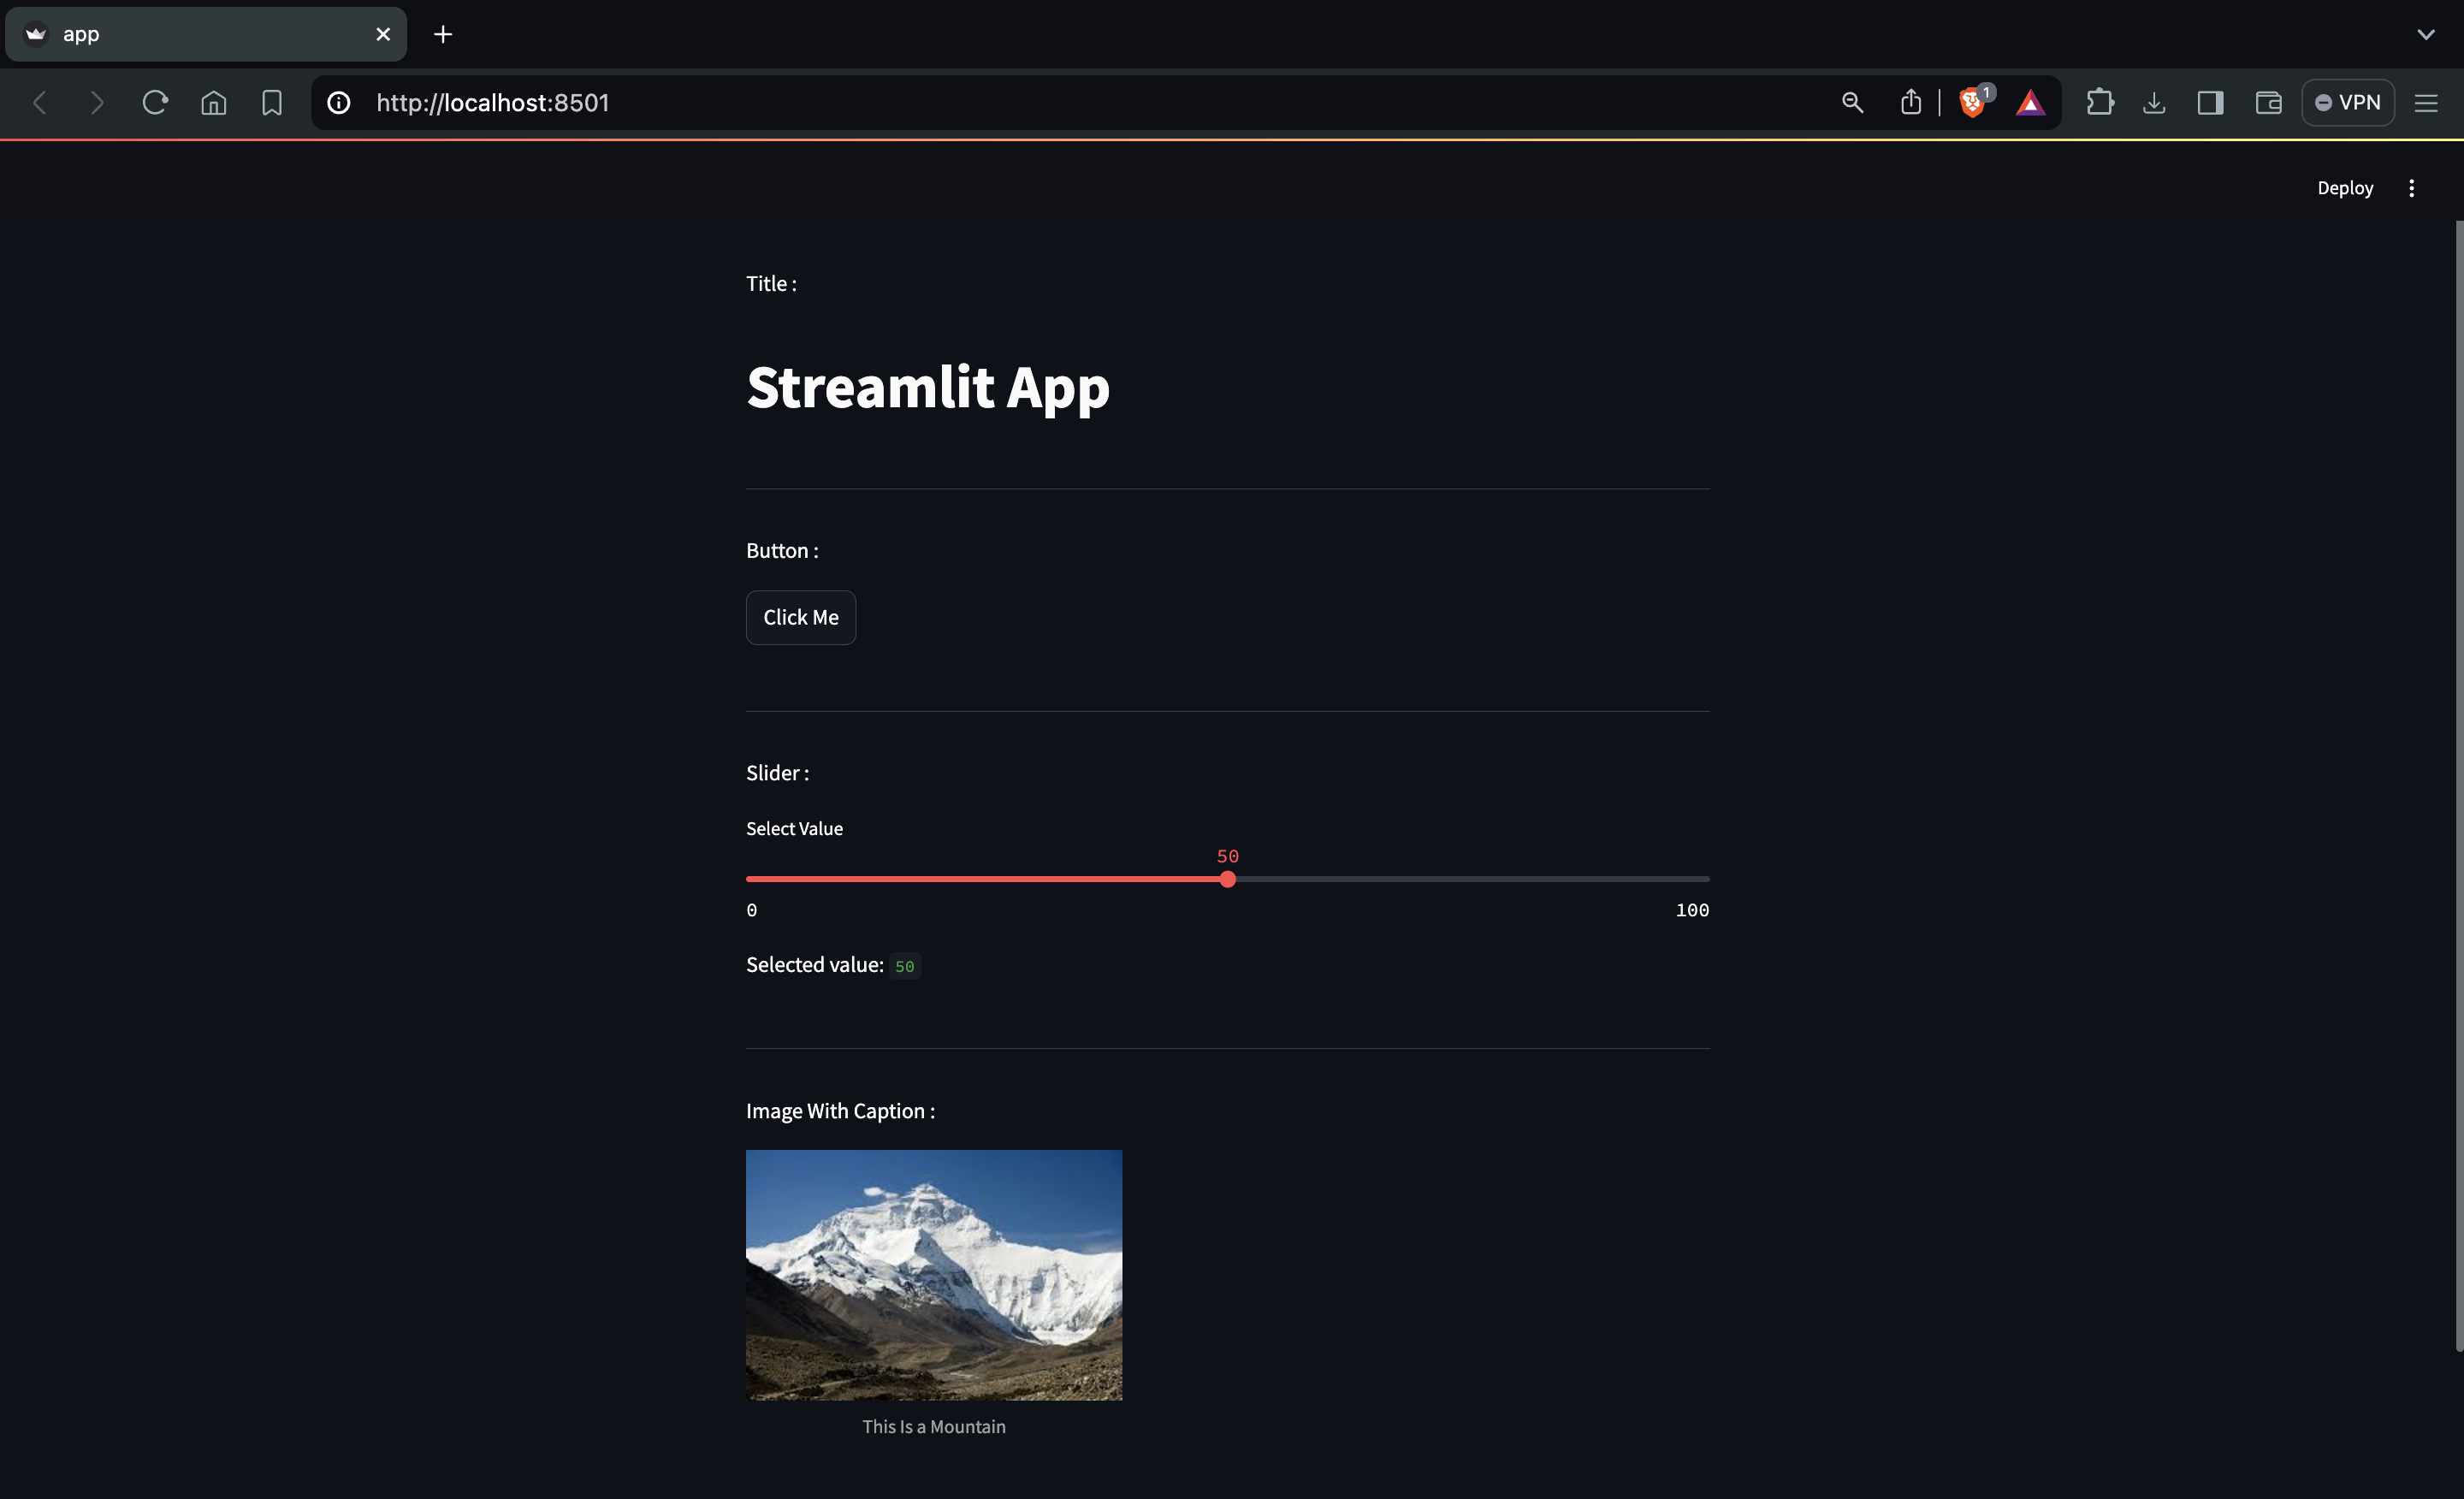 app
http://localhost:8501
1
VPN
Deploy
Title :
Streamlit App
Button :
Click Me
Slider :
Select Value
50
0 100
Selected value: 50
Image With Caption :
This Is a Mountain